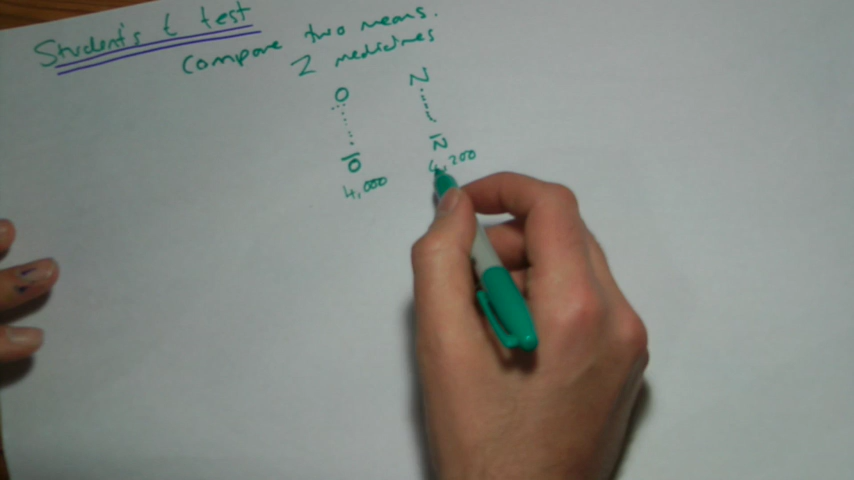 Student's t test
Compare two means.
2 medicines
O N
Ō N̄
4,000 4,200